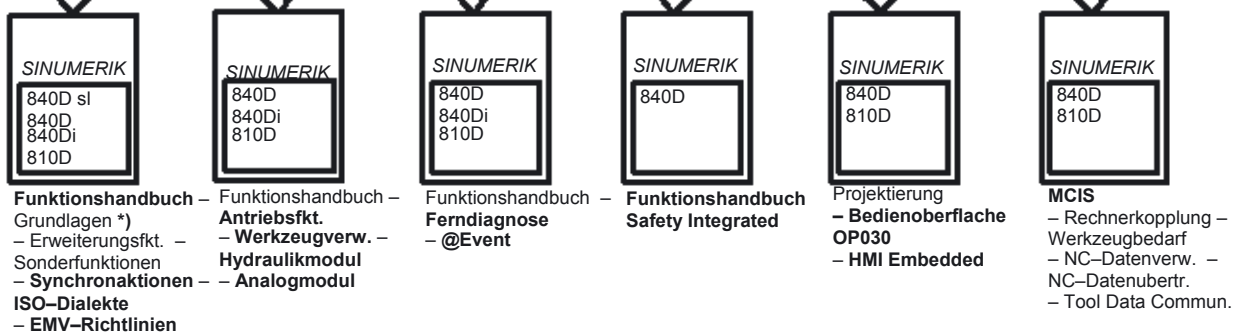 SINUMERIK
840D sl
840D
840Di
810D
Funktionshandbuch –
Grundlagen *)
– Erweiterungsfkt. –
Sonderfunktionen
– Synchronaktionen –
ISO–Dialekte
– EMV–Richtlinien
SINUMERIK
840D
840Di
810D
Funktionshandbuch –
Antriebsfkt.
– Werkzeugverw. –
Hydraulikmodul
– Analogmodul
SINUMERIK
840D
840Di
810D
Funktionshandbuch –
Ferndiagnose
– @Event
SINUMERIK
840D
Funktionshandbuch
Safety Integrated
SINUMERIK
840D
810D
Projektierung
– Bedienoberflache
OP030
– HMI Embedded
SINUMERIK
840D
810D
MCIS
– Rechnerkopplung –
Werkzeugbedarf
– NC–Datenverw. –
NC–Datenubertr.
– Tool Data Commun.